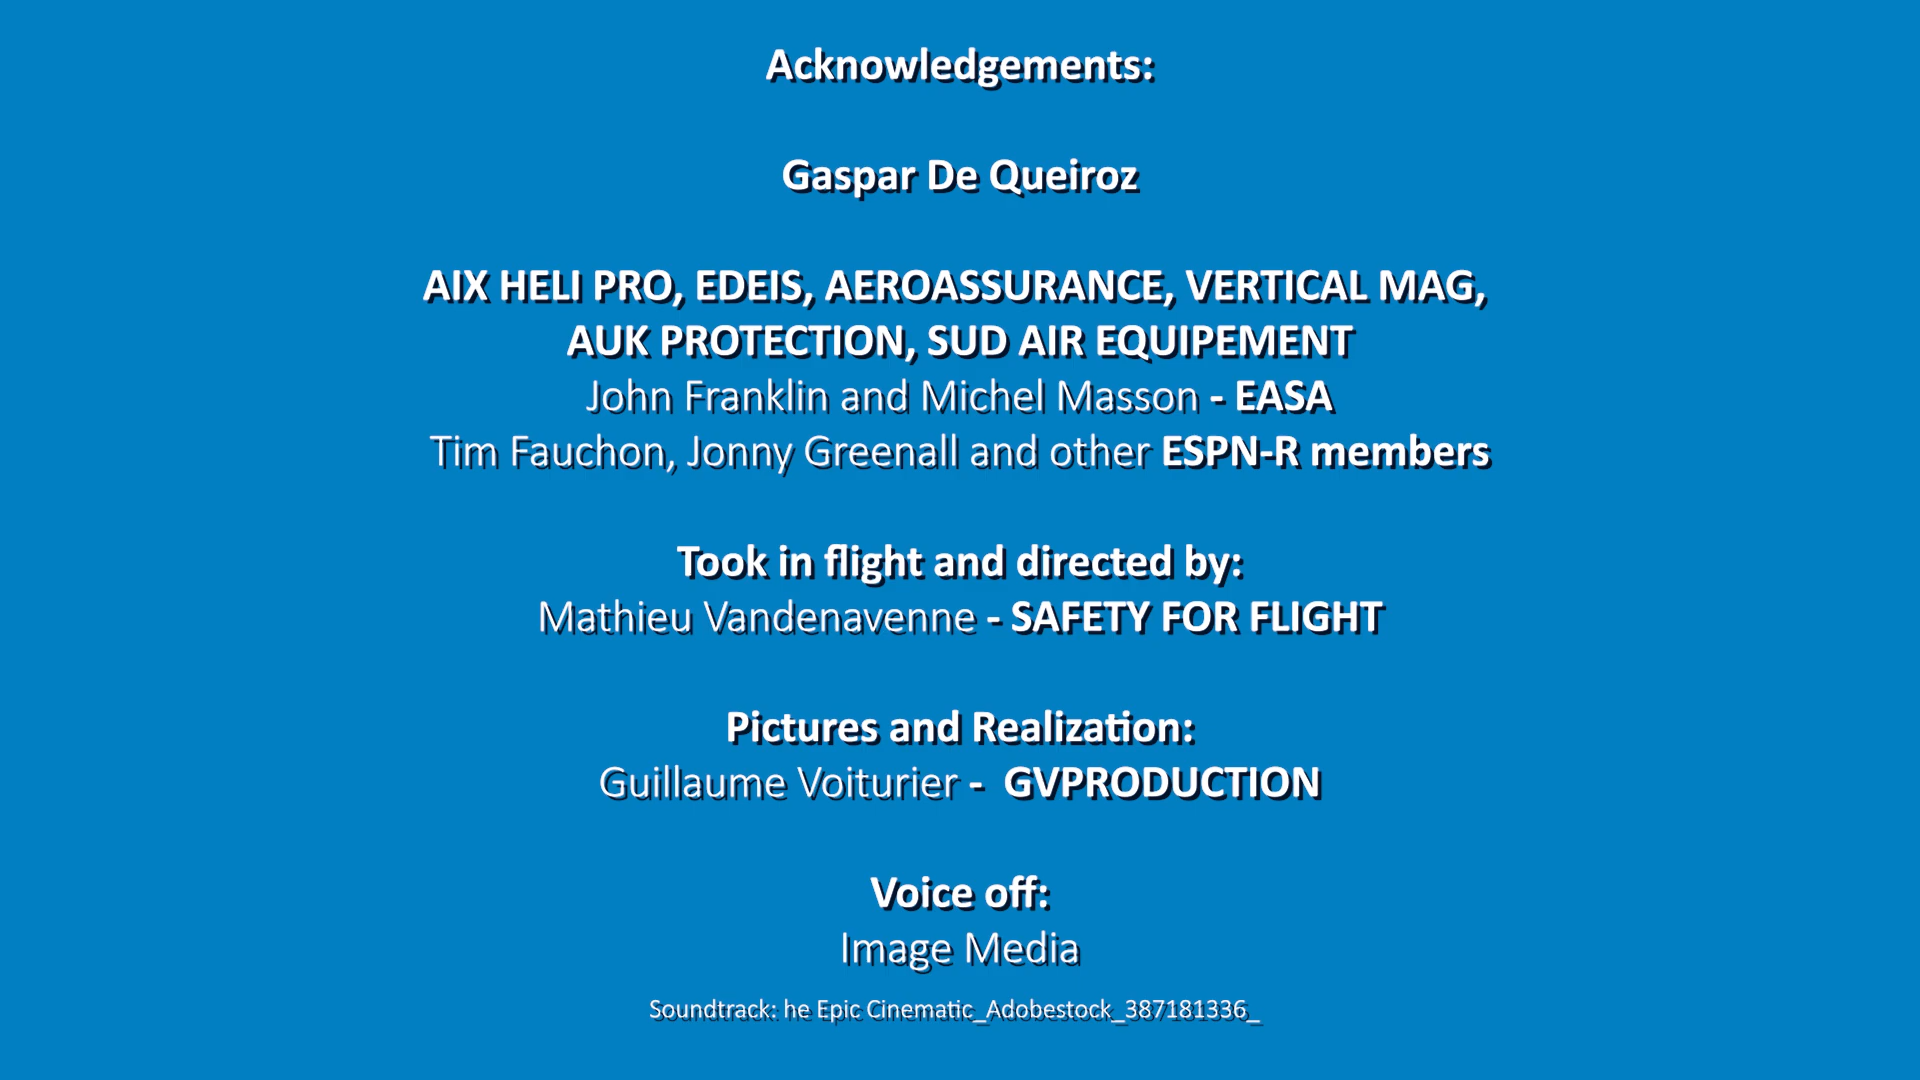 Acknowledgements:
Gaspar De Queiroz
AIX HELI PRO, EDEIS, AEROASSURANCE, VERTICAL MAG,
AUK PROTECTION, SUD AIR EQUIPEMENT
John Franklin and Michel Masson - EASA
Tim Fauchon, Jonny Greenall and other ESPN-R members
Took in flight and directed by:
Mathieu Vandenavenne - SAFETY FOR FLIGHT
Pictures and Realization:
Guillaume Voiturier - GVPRODUCTION
Voice off:
Image Media
Soundtrack: he Epic Cinematic_Adobestock_387181336_